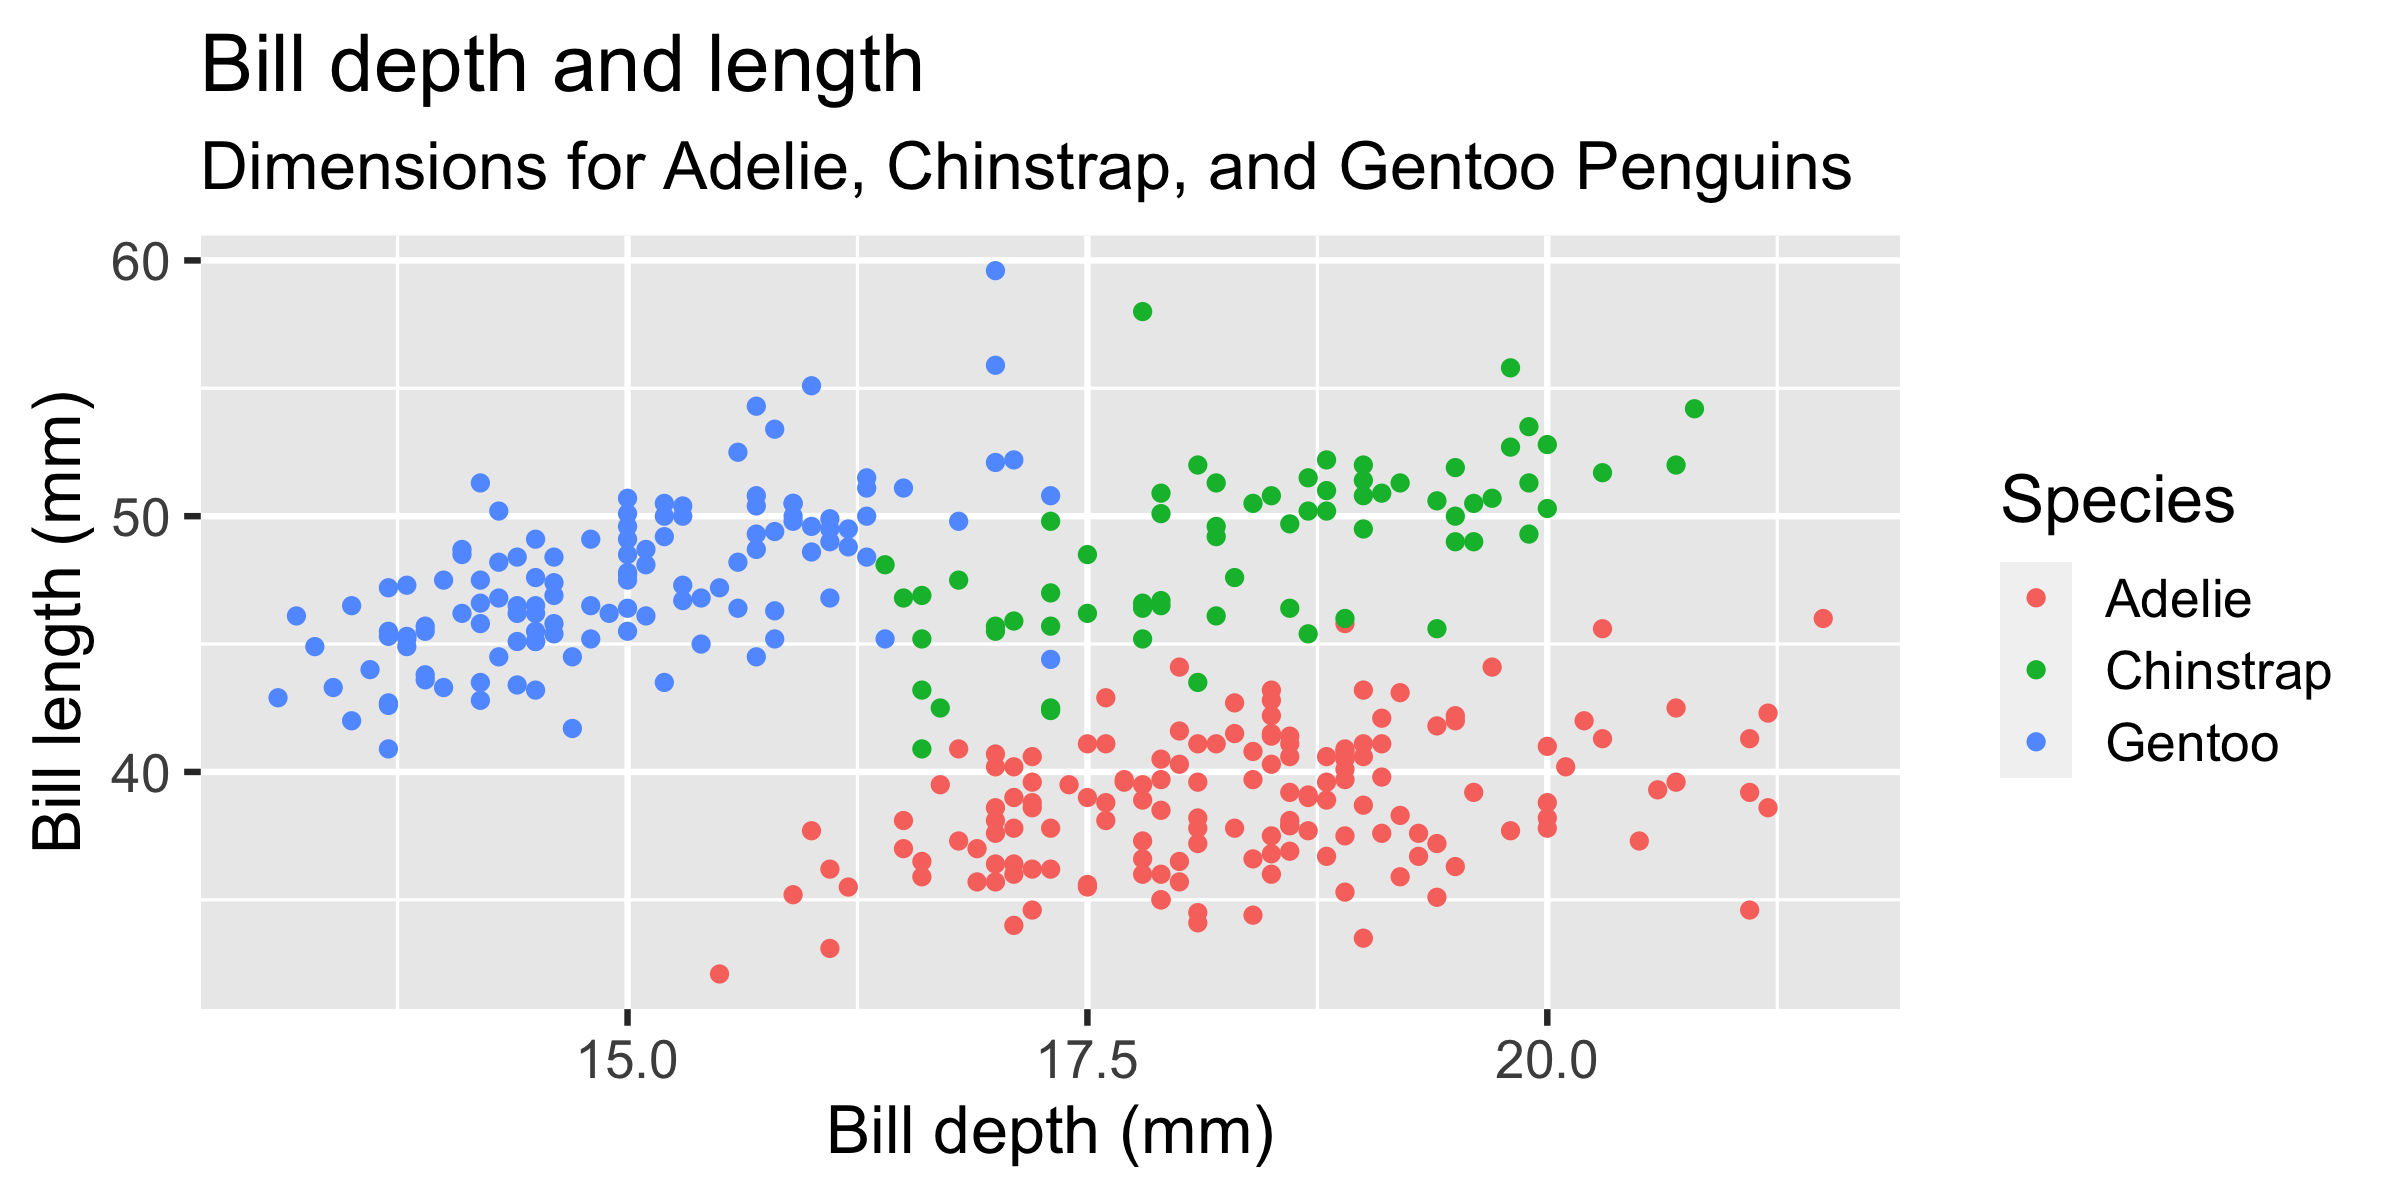 Bill depth and length
Dimensions for Adelie, Chinstrap, and Gentoo Penguins
60
50
40
Bill length (mm)
15.0 17.5 20.0
Bill depth (mm)
Species
Adelie
Chinstrap
Gentoo